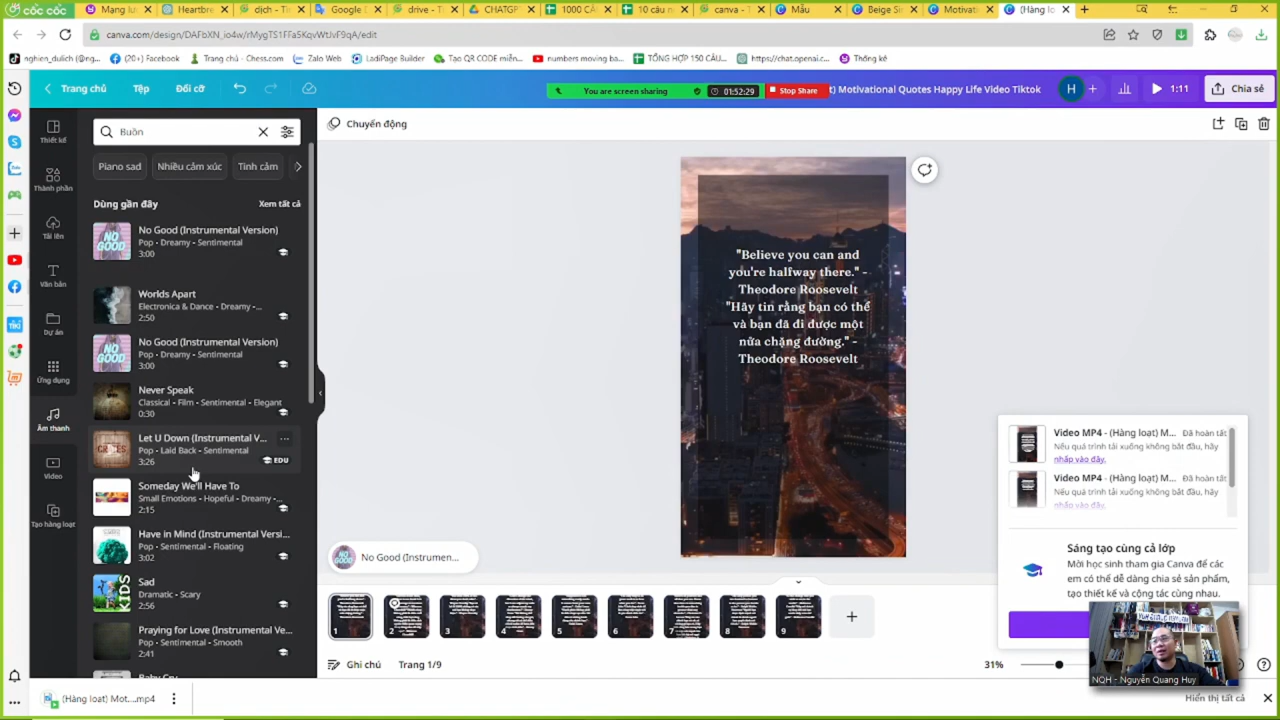 cốc cốc
Mạng lư
Heartbre
dịch - T
Google D
drive - T
CHATGPT
1000 CÂ
10 câu n
canva - T
Mẫu
Beige Sin
Motivati
(Hàng lo
canva.com/design/DAFbXN_io4w/rMygTS1FFa5KqvWtJvF9qA/edit
nghien_dulich (@ng...
(20+) Facebook
Trang chủ - Chess.com
Zalo Web
LadiPage Builder
Tạo QR CODE miễn...
numbers moving ba...
TỔNG HỢP 150 CÂU...
https://chat.openai.c...
Thống kê
Trang chủ
Tệp
Đổi cỡ
You are screen sharing
01:52:29
Stop Share
t) Motivational Quotes Happy Life Video Tiktok
H
1:11
Chia sẻ
Thiết kế
Thành phần
Tải lên
Văn bản
Dự án
Ứng dụng
Âm thanh
Video
Tạo hàng loạt
Buồn
Piano sad
Nhiều cảm xúc
Tình cảm
Dùng gần đây
Xem tất cả
No Good (Instrumental Version)
Pop - Dreamy - Sentimental
3:00
Worlds Apart
Electronica & Dance - Dreamy -...
2:50
No Good (Instrumental Version)
Pop - Dreamy - Sentimental
3:00
Never Speak
Classical - Film - Sentimental - Elegant
0:30
Let U Down (Instrumental V...
Pop - Laid Back - Sentimental
3:26
EDU
Someday We'll Have To
Small Emotions - Hopeful - Dreamy -...
2:15
Have in Mind (Instrumental Versi...
Pop - Sentimental - Floating
3:02
Sad
Dramatic - Scary
2:56
Praying for Love (Instrumental Ve...
Pop - Sentimental - Smooth
2:41
Baby Cry
Chuyển động
"Believe you can and
you're halfway there." -
Theodore Roosevelt
"Hãy tin rằng bạn có thể
và bạn đã đi được một
nửa chặng đường." -
Theodore Roosevelt
No Good (Instrumen...
1
2
3
4
5
6
7
8
9
Ghi chú
Trang 1/9
31%
Video MP4 - (Hàng loạt) M...
Đã hoàn tất
Nếu quá trình tải xuống không bắt đầu, hãy
nhấp vào đây.
Video MP4 - (Hàng loạt) M...
Đã hoàn tất
Nếu quá trình tải xuống không bắt đầu, hãy
nhấp vào đây.
Sáng tạo cùng cả lớp
Mời học sinh tham gia Canva để các
em có thể dễ dàng chia sẻ sản phẩm,
tạo thiết kế và cộng tác cùng nhau.
NQH - Nguyễn Quang Huy
(Hàng loạt) Mot....mp4
Hiển thị tất cả